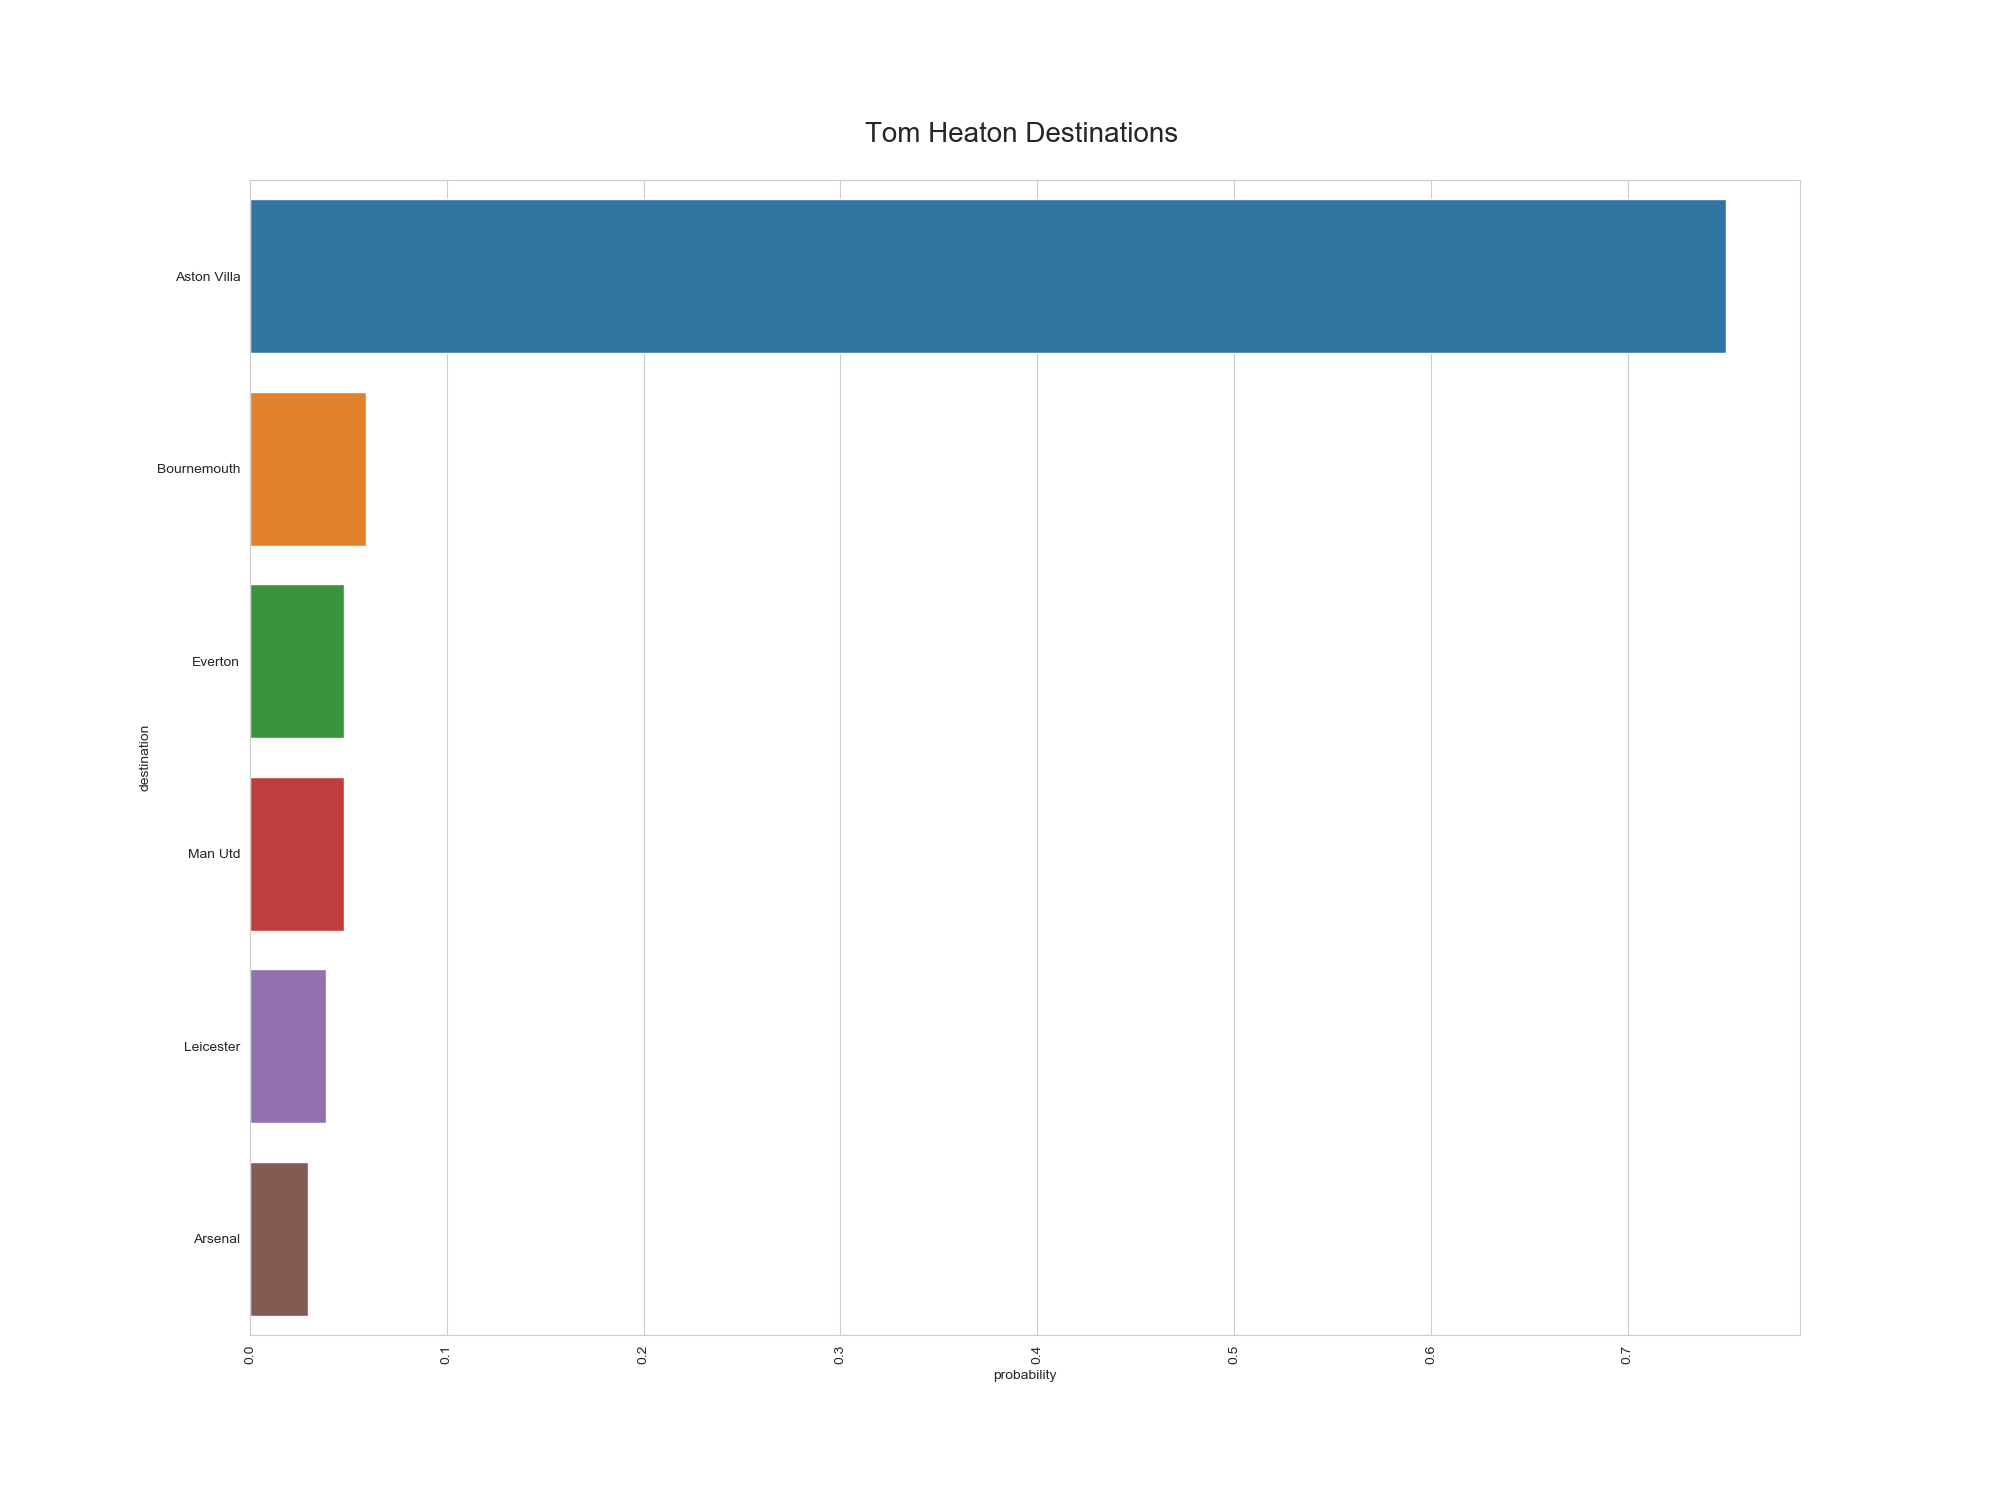 Tom Heaton Destinations
Aston Villa
Bournemouth
Everton
Man Utd
Leicester
Arsenal
destination
0.0 0.1 0.2 0.3 0.4 0.5 0.6 0.7
probability